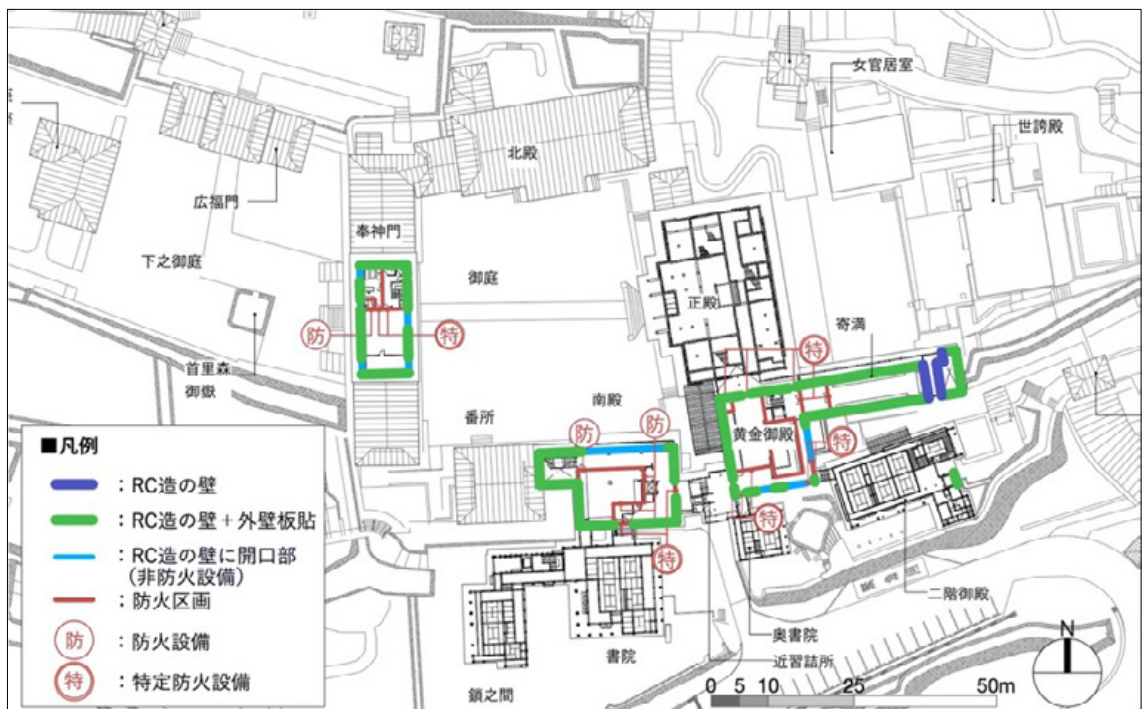 女官居室
世誇殿
北殿
広福門
奉神門
下之御庭
御庭
正殿
寄満
防
特
特
首里森
御嶽
南殿
番所
防
防
黄金御殿
特
特
特
二階御殿
奥書院
近習詰所
書院
鎖之間
■凡例
:RC造の壁
:RC造の壁+外壁板貼
:RC造の壁に開口部
(非防火設備)
:防火区画
防 :防火設備
特 :特定防火設備
N
0 5 10 25 50m